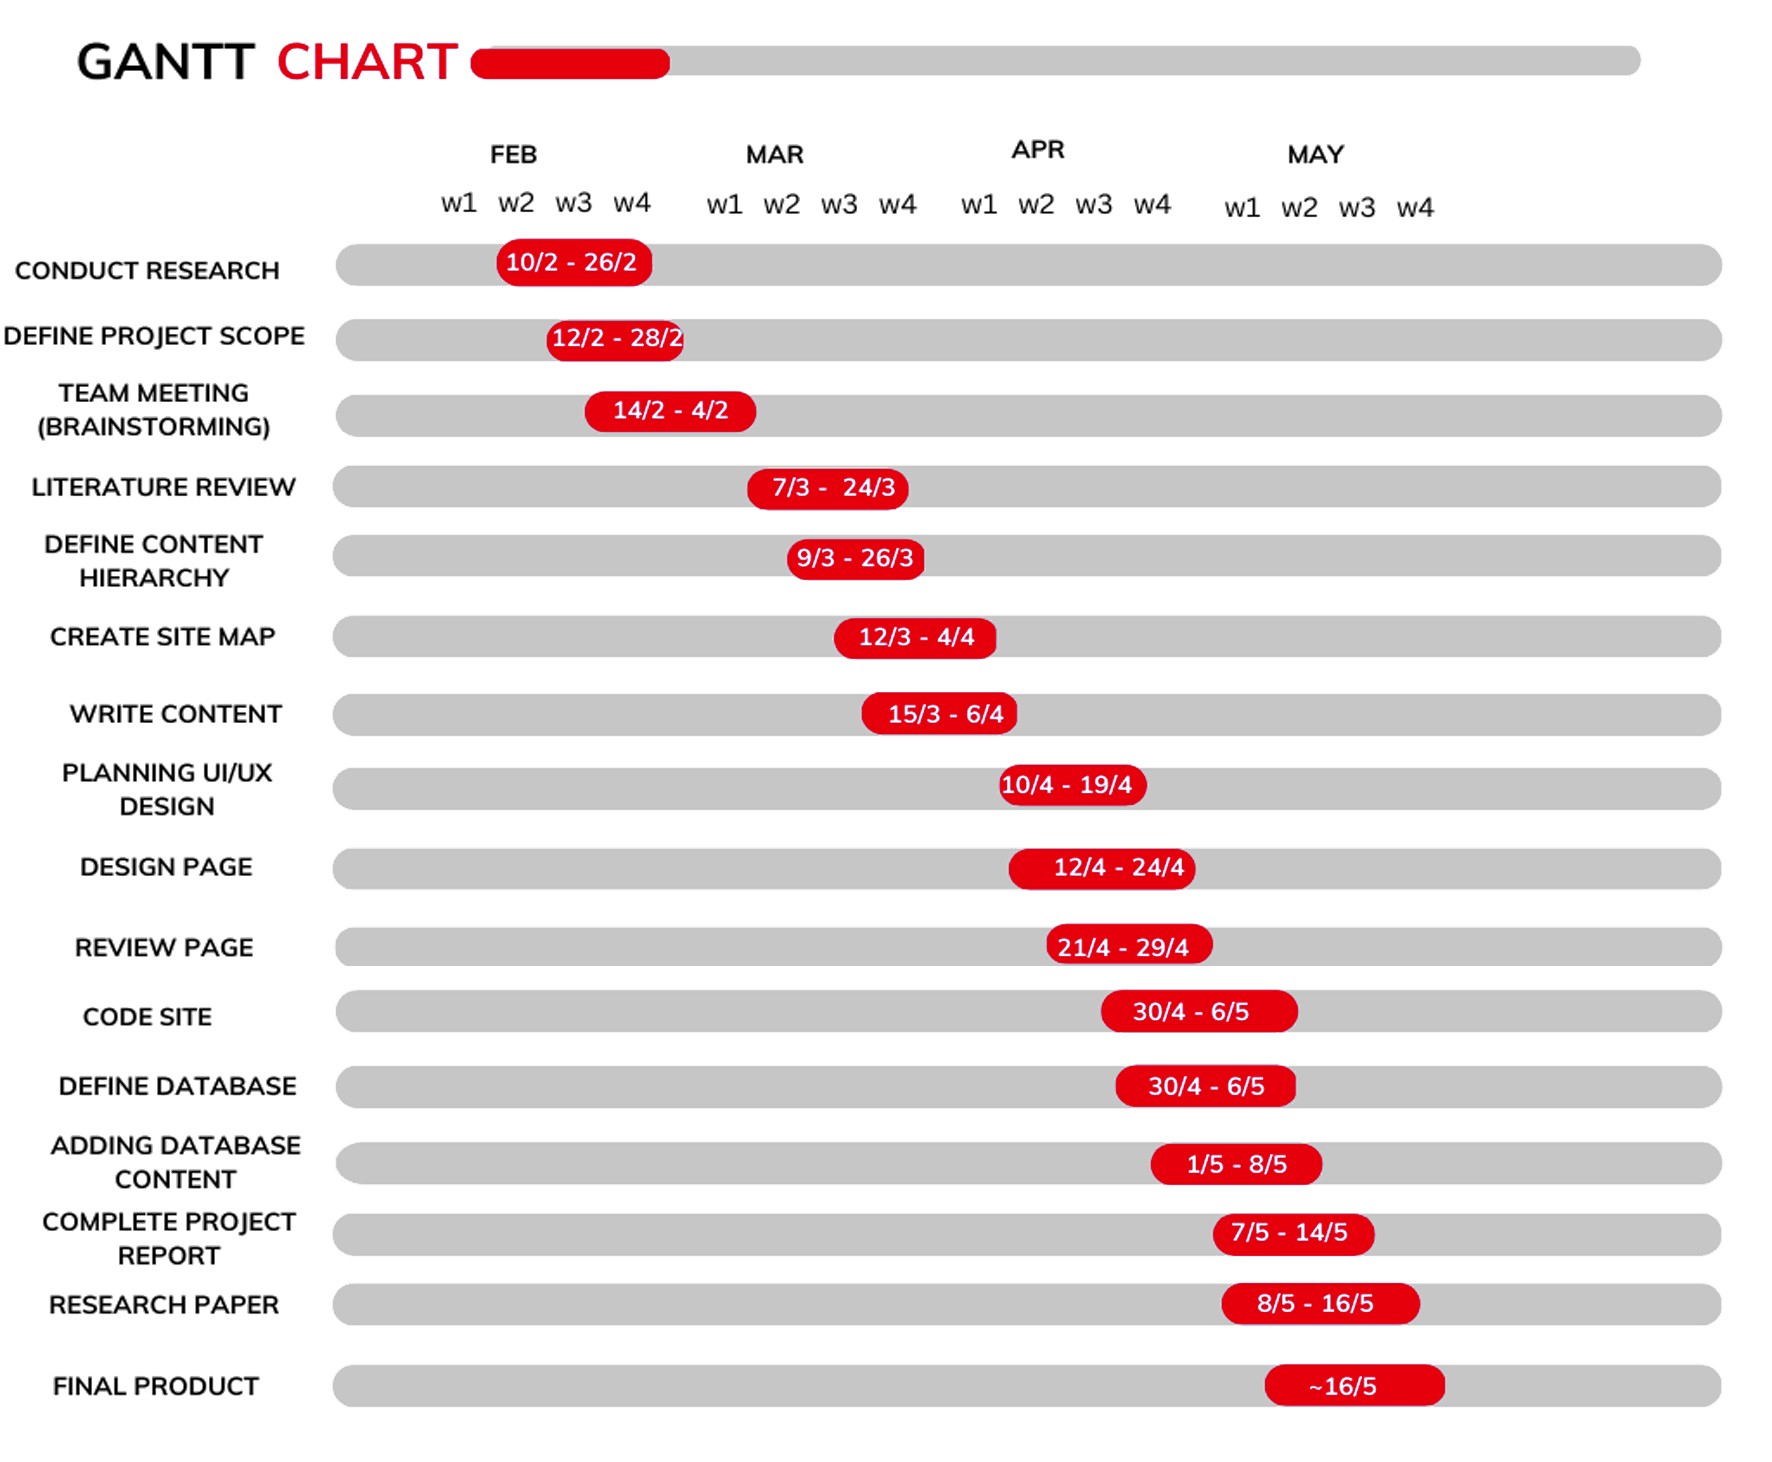 GANTT CHART
FEB MAR APR MAY
w1 w2 w3 w4 w1 w2 w3 w4 w1 w2 w3 w4 w1 w2 w3 w4
CONDUCT RESEARCH 10/2 - 26/2
DEFINE PROJECT SCOPE 12/2 - 28/2
TEAM MEETING
(BRAINSTORMING) 14/2 - 4/2
LITERATURE REVIEW 7/3 - 24/3
DEFINE CONTENT
HIERARCHY 9/3 - 26/3
CREATE SITE MAP 12/3 - 4/4
WRITE CONTENT 15/3 - 6/4
PLANNING UI/UX
DESIGN 10/4 - 19/4
DESIGN PAGE 12/4 - 24/4
REVIEW PAGE 21/4 - 29/4
CODE SITE 30/4 - 6/5
DEFINE DATABASE 30/4 - 6/5
ADDING DATABASE
CONTENT 1/5 - 8/5
COMPLETE PROJECT
REPORT 7/5 - 14/5
RESEARCH PAPER 8/5 - 16/5
FINAL PRODUCT ~16/5